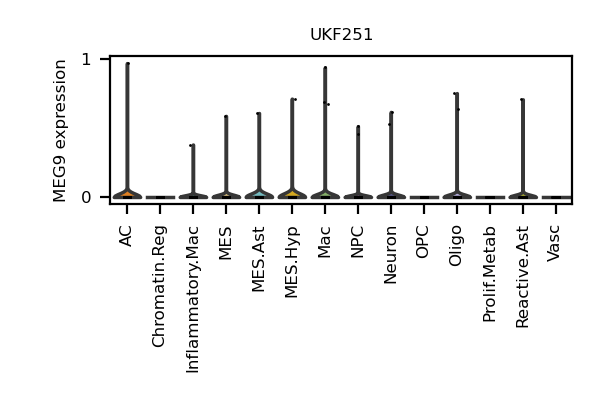 UKF251
MEG9 expression
1
0
AC
Chromatin.Reg
Inflammatory.Mac
MES
MES.Ast
MES.Hyp
Mac
NPC
Neuron
OPC
Oligo
Prolif.Metab
Reactive.Ast
Vasc